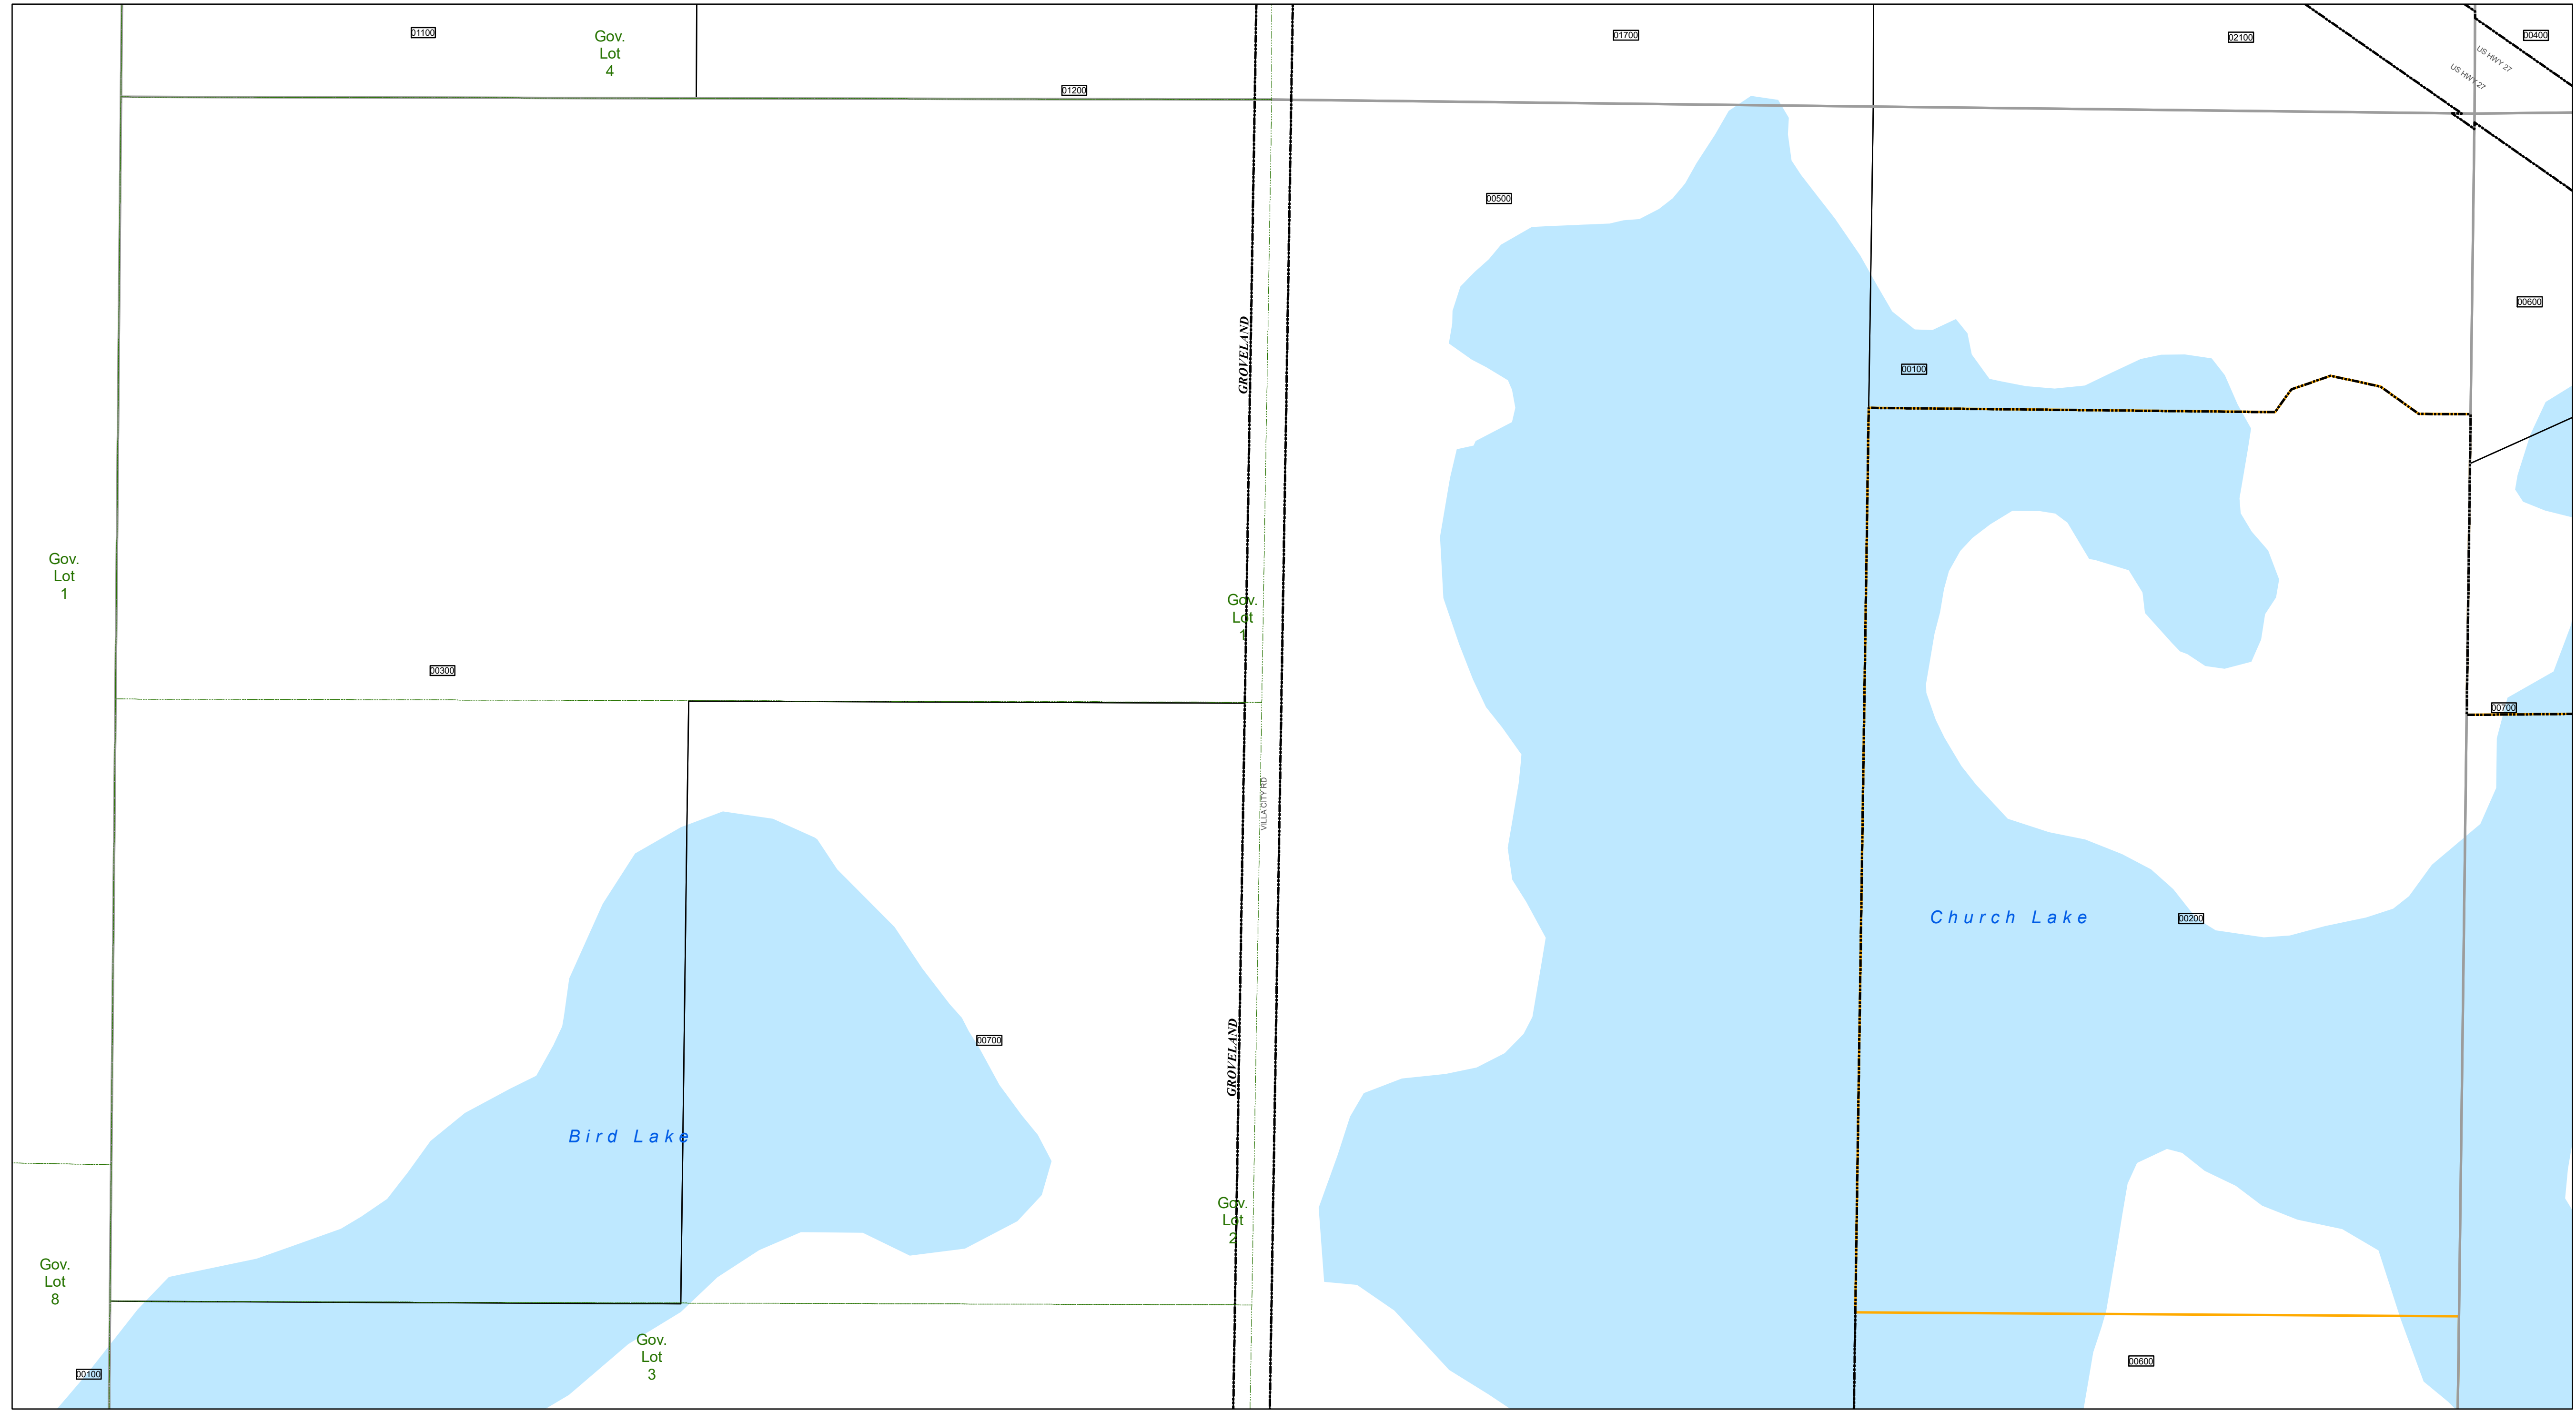 01100
Gov.
Lot
4
01200
01700
02100
00400
US HWY 27
US HWY 27
00500
00600
GROVELAND
00100
Gov.
Lot
1
Gov.
Lot
1
00300
00700
VILLA CITY RD
Church Lake
00200
GROVELAND
00700
Bird Lake
Gov.
Lot
2
Gov.
Lot
8
Gov.
Lot
3
00100
00600